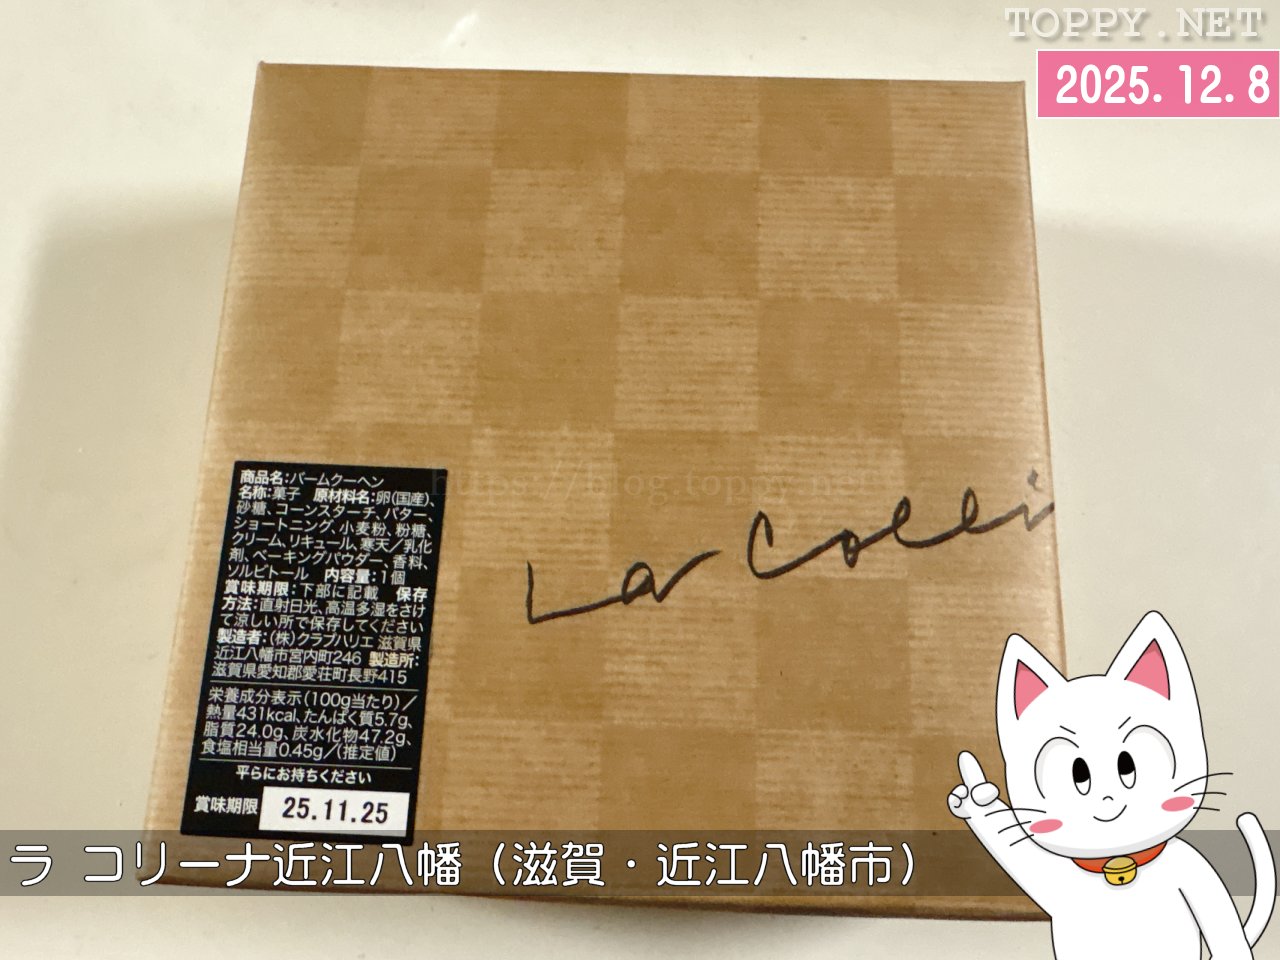 TOPPY.NET
2025.12.8
https://blog.toppy.net
La Colli
商品名:バームクーヘン
名称:菓子 原材料名:卵(国産)、
砂糖、コーンスターチ、バター、
ショートニング、小麦粉、粉糖、
クリーム、リキュール、寒天/乳化
剤、ベーキングパウダー、香料、
ソルビトール 内容量:1個
賞味期限:下部に記載 保存
方法:直射日光、高温多湿をさけ
て涼しい所で保存してください
製造者:(株)クラブハリエ 滋賀県
近江八幡市宮内町246 製造所:
滋賀県愛知郡愛荘町長野415
栄養成分表示(100g当たり)/
熱量431kcal、たんぱく質5.7g、
脂質24.0g、炭水化物47.2g、
食塩相当量0.45g/(推定値)
平らにお持ちください
賞味期限 25.11.25
ラ コリーナ近江八幡(滋賀・近江八幡市)